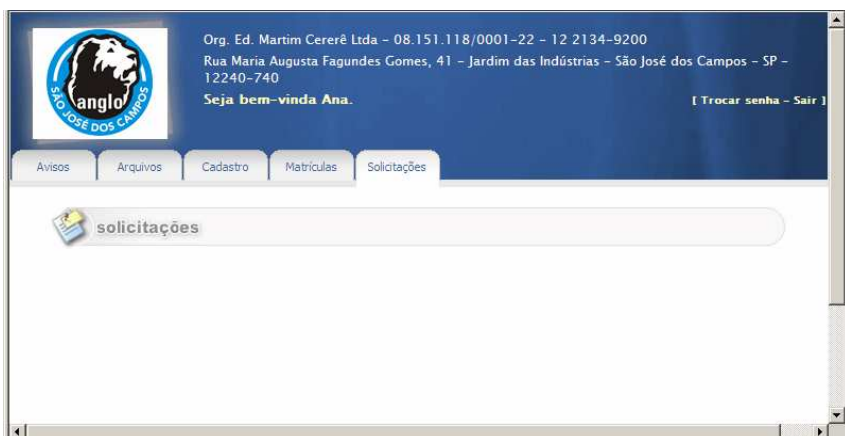 anglo
SÃO JOSÉ DOS CAMPOS
Org. Ed. Martim Cererê Ltda - 08.151.118/0001-22 - 12 2134-9200
Rua Maria Augusta Fagundes Gomes, 41 - Jardim das Indústrias - São José dos Campos - SP -
12240-740
Seja bem-vinda Ana.
[ Trocar senha - Sair ]
Avisos Arquivos Cadastro Matrículas Solicitações
solicitações